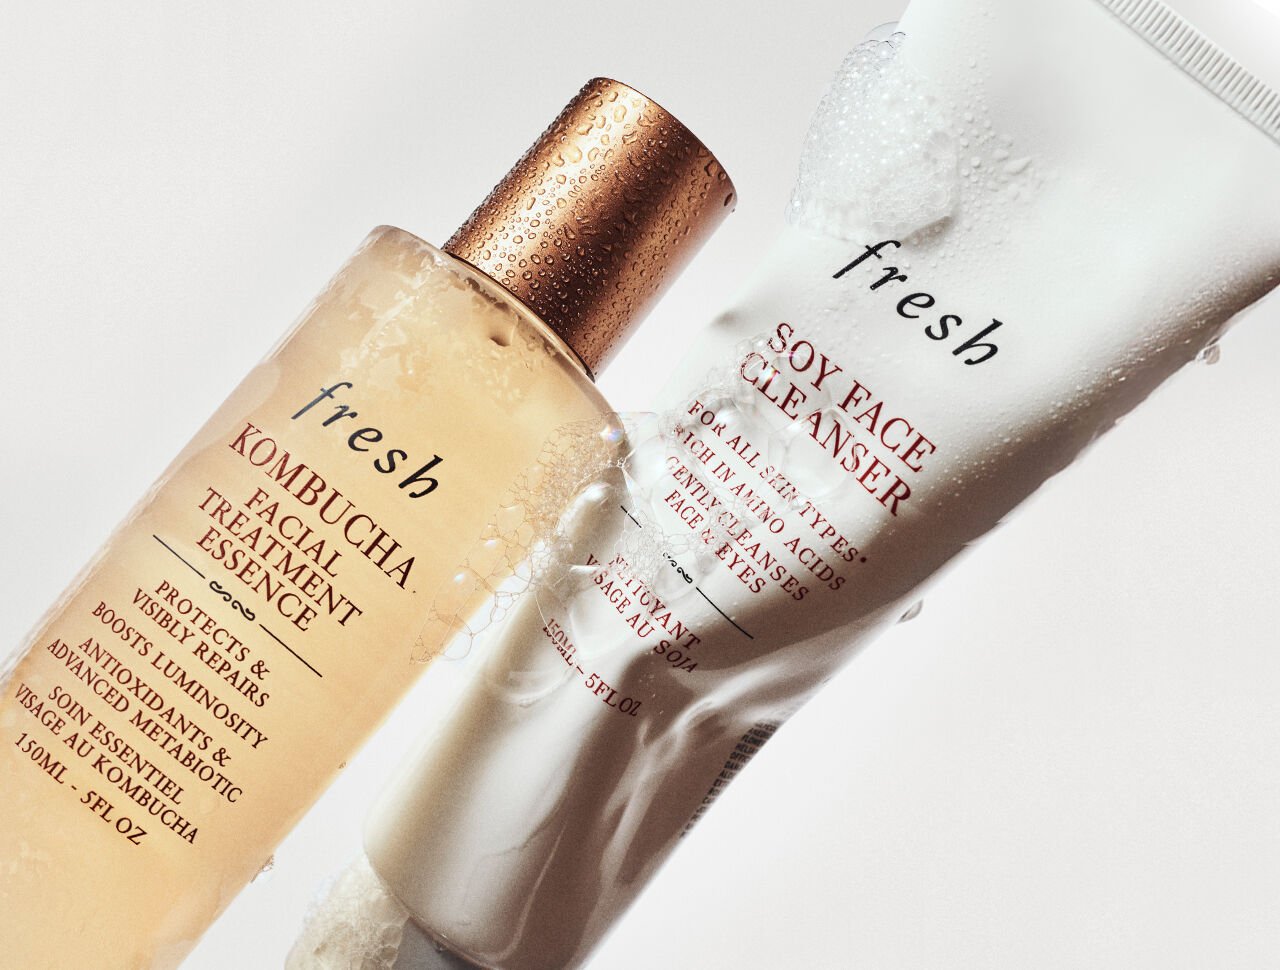 fresh
KOMBUCHA
FACIAL
TREATMENT
ESSENCE
PROTECTS &
VISIBLY REPAIRS
BOOSTS LUMINOSITY
ANTIOXIDANTS &
ADVANCED METABIOTIC
SOIN ESSENTIEL
VISAGE AU KOMBUCHA
150ML - 5FL OZ
fresh
SOY FACE
CLEANSER
FOR ALL SKIN TYPES*
RICH IN AMINO ACIDS
GENTLY CLEANSES
FACE & EYES
NETTOYANT
VISAGE AU SOJA
150ML - 5FL OZ